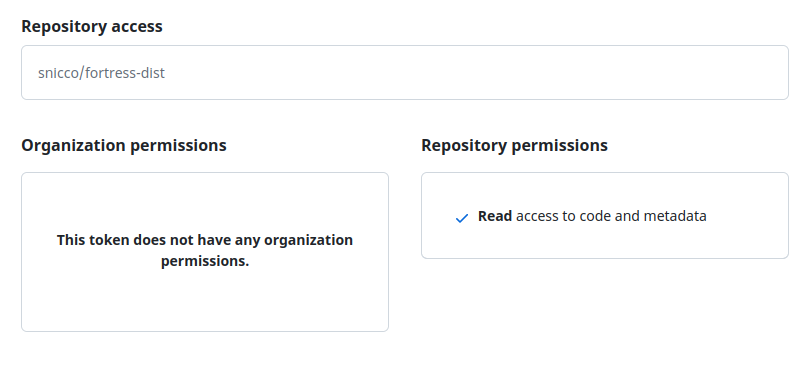 Repository access
snicco/fortress-dist
Organization permissions
This token does not have any organization
permissions.
Repository permissions
Read access to code and metadata